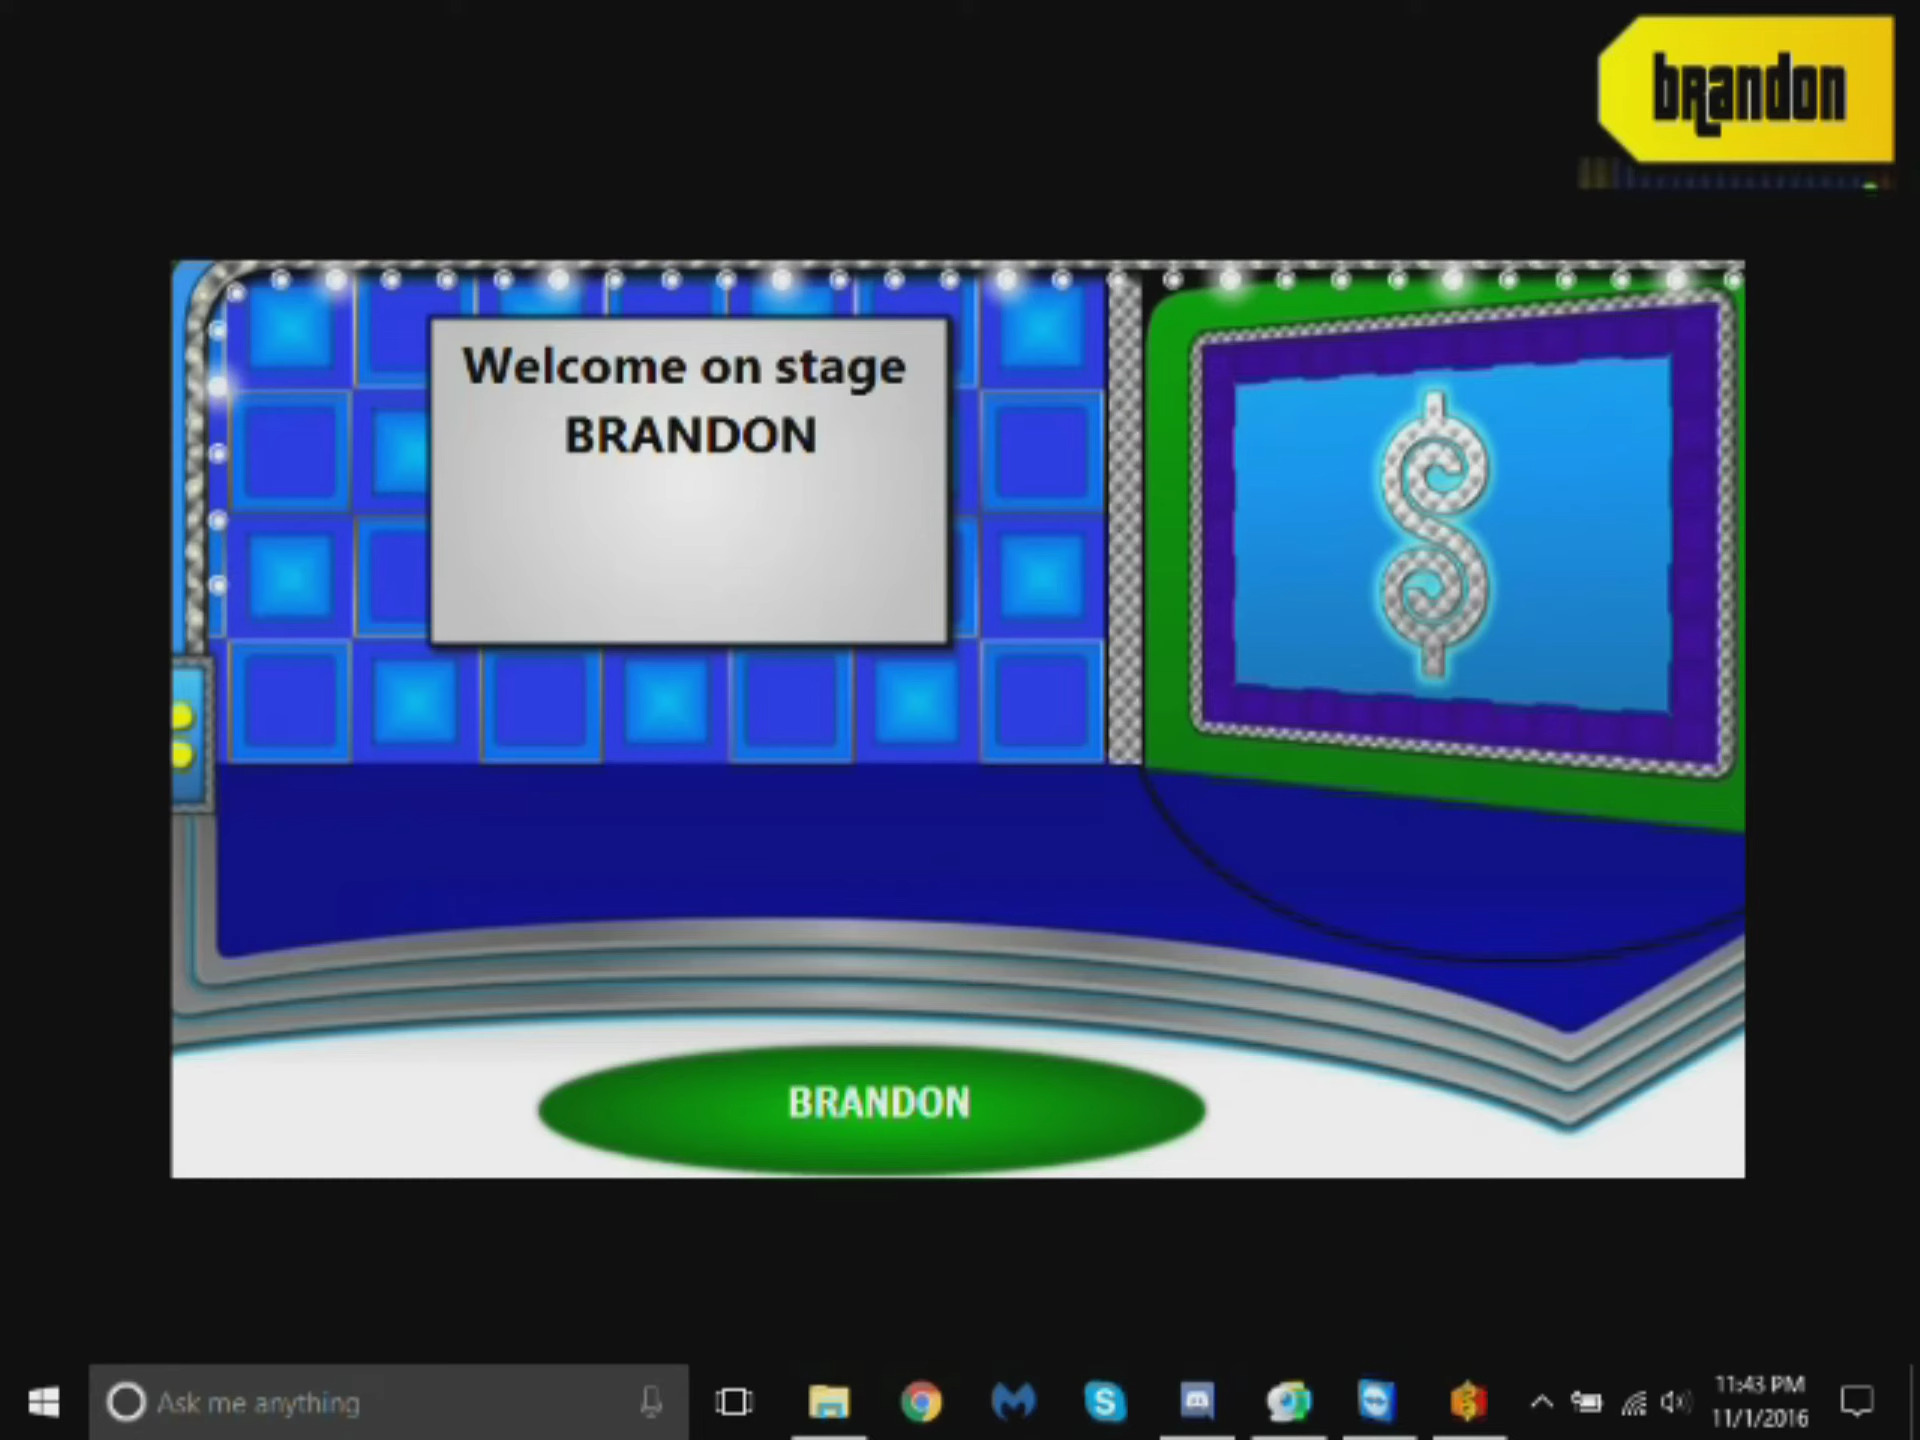 brandon
Welcome on stage
BRANDON
BRANDON
Ask me anything
11:43 PM
11/1/2016